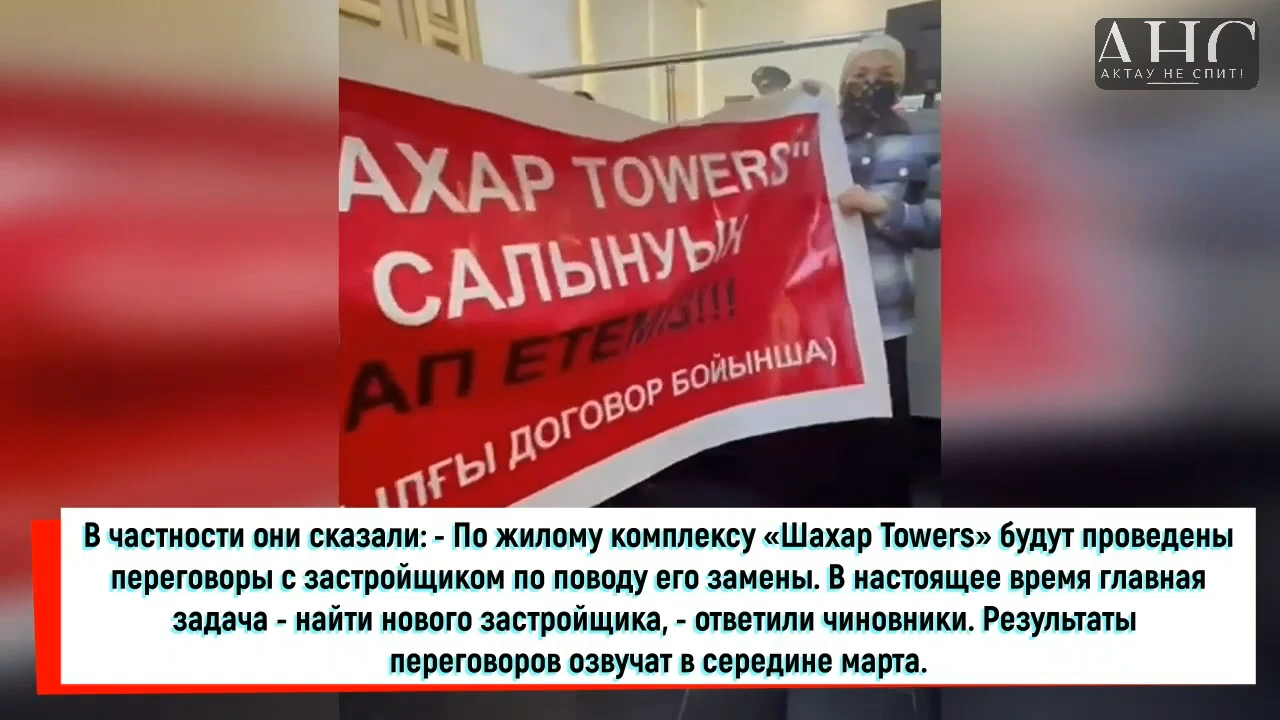 АНС
АКТАУ НЕ СПИТ!
АХАР TOWERS"
САЛЫНУЫН
АП ЕТЕМІЗ!!!
ЫЛҒЫ ДОГОВОР БОЙЫНША)
В частности они сказали: - По жилому комплексу «Шахар Towers» будут проведены
переговоры с застройщиком по поводу его замены. В настоящее время главная
задача - найти нового застройщика, - ответили чиновники. Результаты
переговоров озвучат в середине марта.